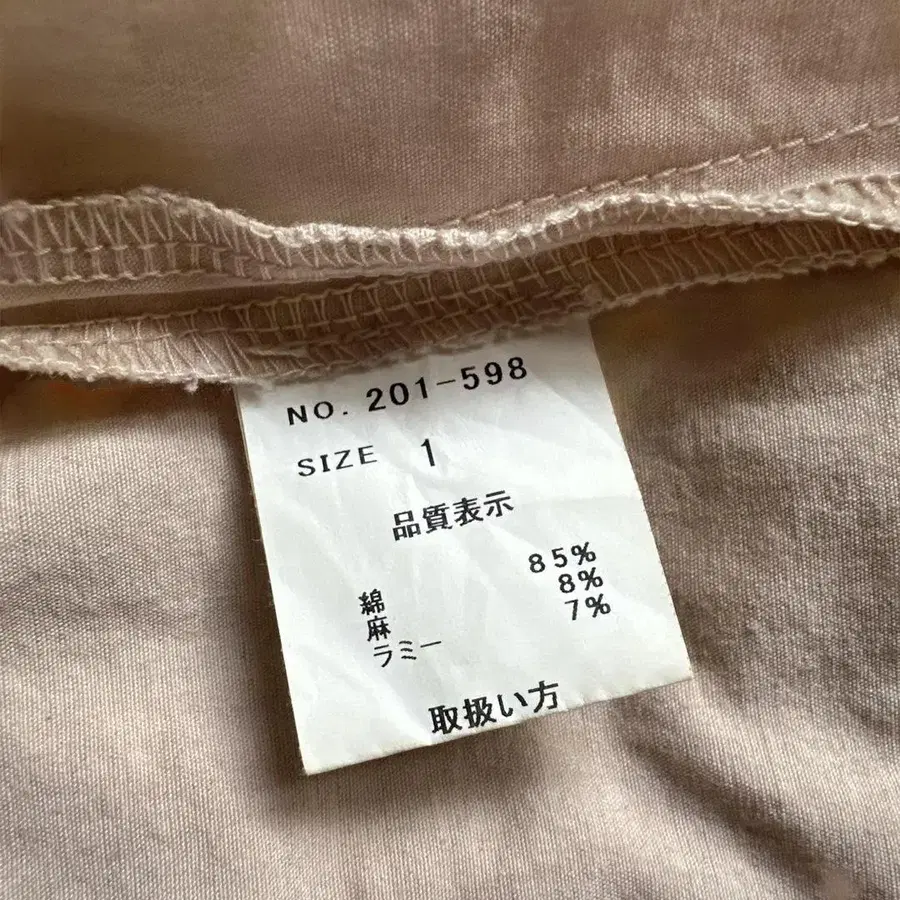 NO. 201-598
SIZE 1
品質表示
綿 85%
麻 8%
ラミー 7%
取扱い方